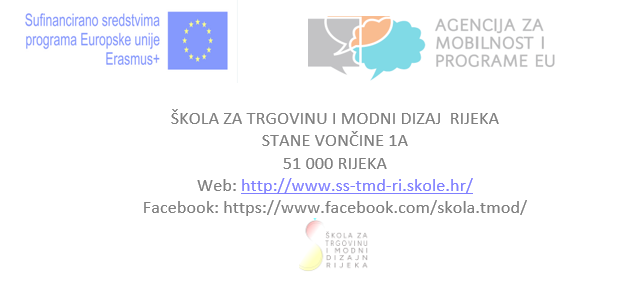 Sufinancirano sredstvima
programa Europske unije
Erasmus+
AGENCIJA ZA
MOBILNOST I
PROGRAME EU
ŠKOLA ZA TRGOVINU I MODNI DIZAJ RIJEKA
STANE VONČINE 1A
51 000 RIJEKA
Web: http://www.ss-tmd-ri.skole.hr/
Facebook: https://www.facebook.com/skola.tmod/
ŠKOLA ZA
TRGOVINU
I MODNI
DIZAJN
RIJEKA